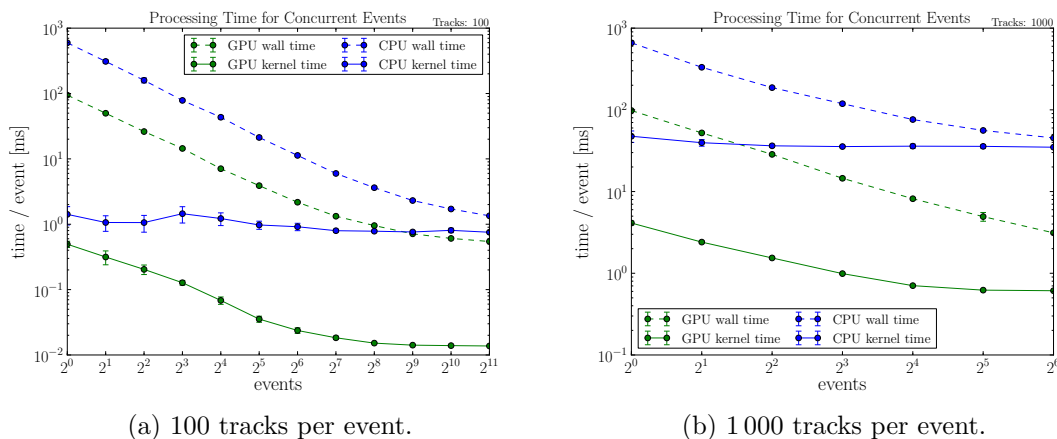 Processing Time for Concurrent Events
Tracks: 100
GPU wall time
GPU kernel time
CPU wall time
CPU kernel time
time / event [ms]
10³
10²
10¹
10⁰
10⁻¹
10⁻²
2⁰ 2¹ 2² 2³ 2⁴ 2⁵ 2⁶ 2⁷ 2⁸ 2⁹ 2¹⁰ 2¹¹
events
(a) 100 tracks per event.
Processing Time for Concurrent Events
Tracks: 1000
time / event [ms]
10³
10²
10¹
10⁰
10⁻¹
GPU wall time
GPU kernel time
CPU wall time
CPU kernel time
2⁰ 2¹ 2² 2³ 2⁴ 2⁵ 2⁶
events
(b) 1 000 tracks per event.